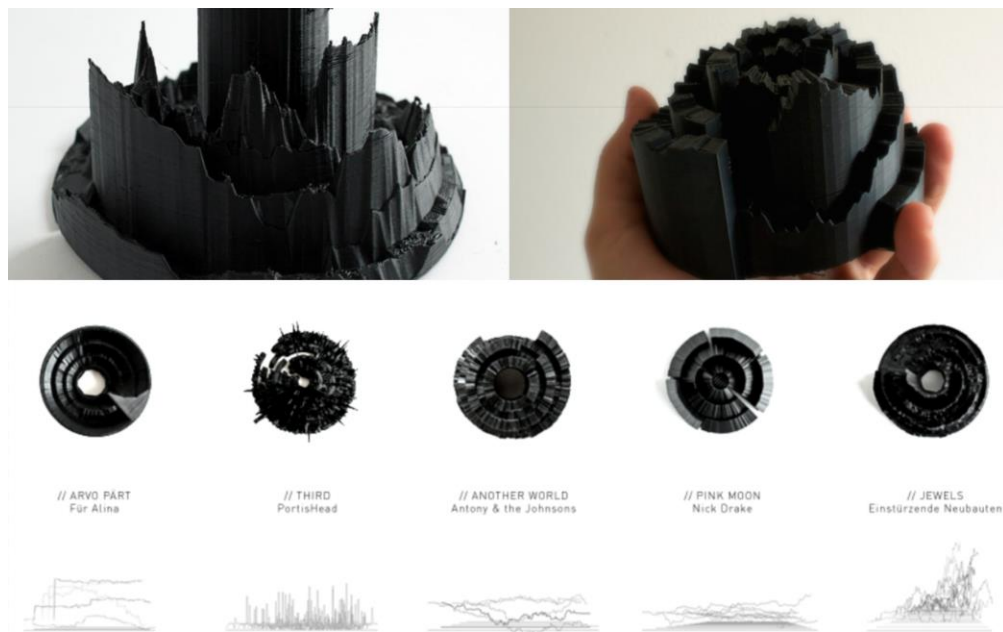 // ARVO PÄRT
Für Alina
// THIRD
PortisHead
// ANOTHER WORLD
Antony & the Johnsons
// PINK MOON
Nick Drake
// JEWELS
Einstürzende Neubauten